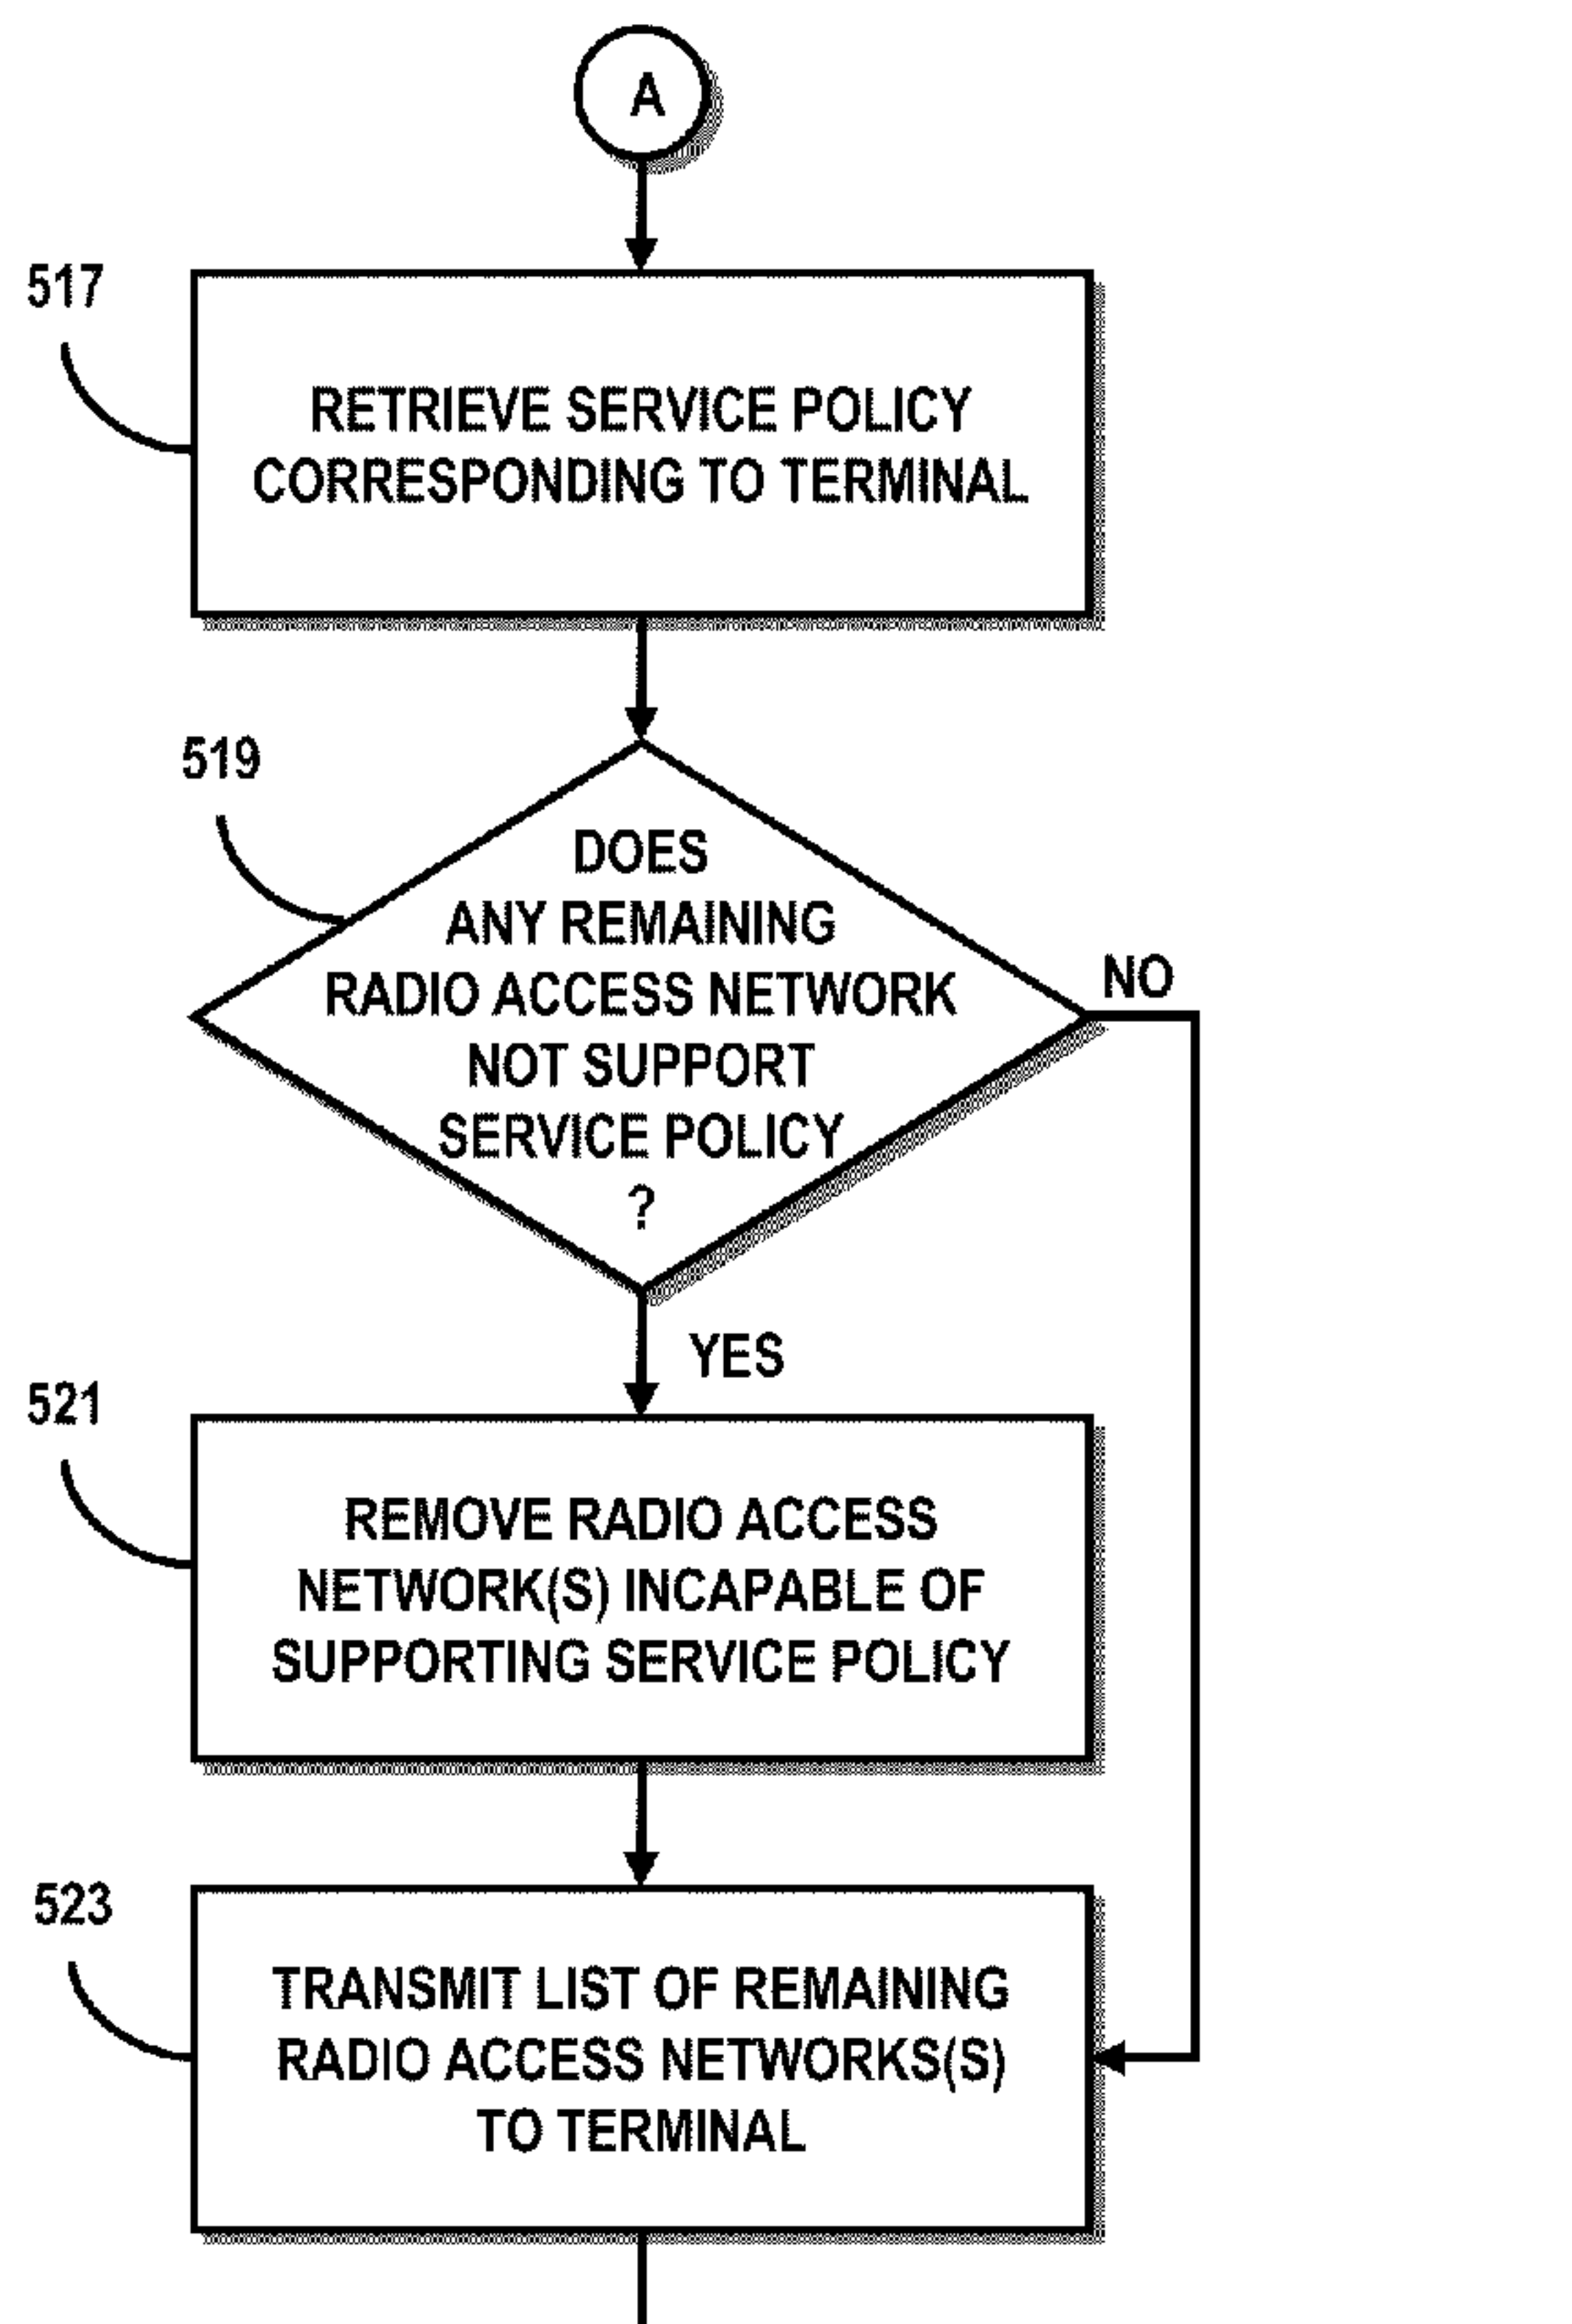 A
517
RETRIEVE SERVICE POLICY
CORRESPONDING TO TERMINAL
519
DOES
ANY REMAINING
RADIO ACCESS NETWORK
NOT SUPPORT
SERVICE POLICY
?
NO
YES
521
REMOVE RADIO ACCESS
NETWORK(S) INCAPABLE OF
SUPPORTING SERVICE POLICY
523
TRANSMIT LIST OF REMAINING
RADIO ACCESS NETWORKS(S)
TO TERMINAL